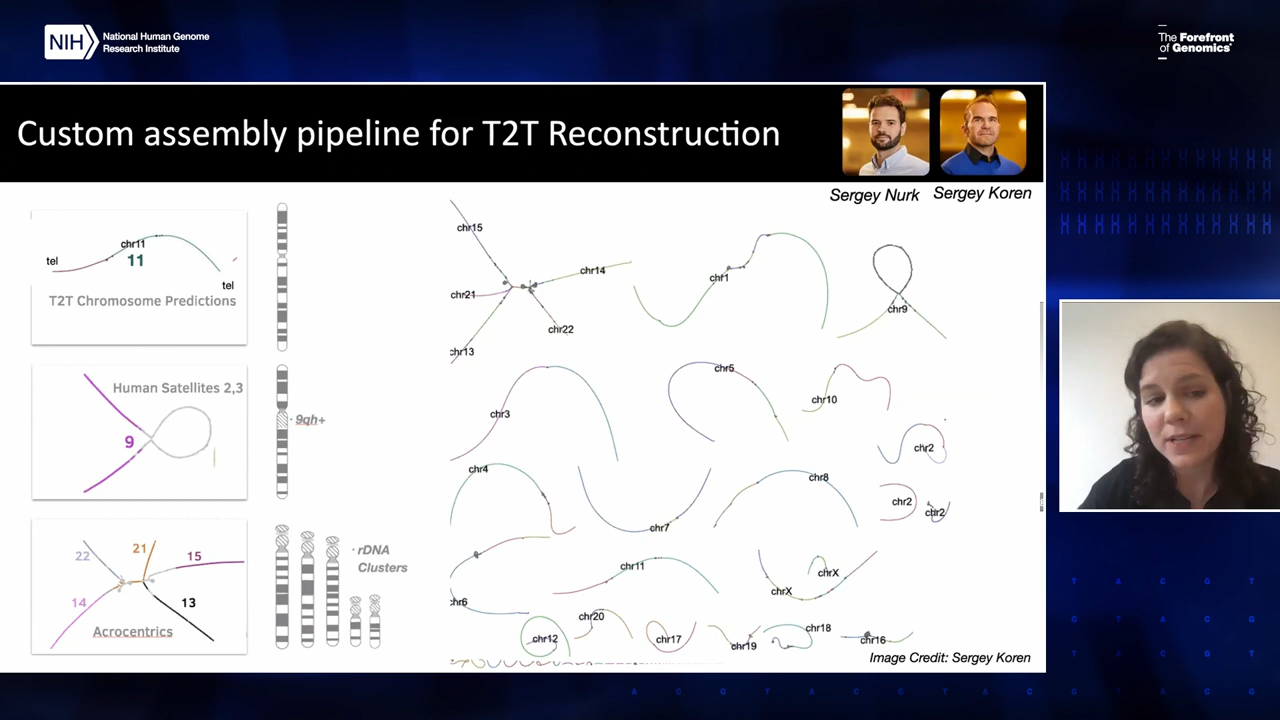 NIH National Human Genome
Research Institute
The Forefront
of Genomics®
Custom assembly pipeline for T2T Reconstruction
Sergey Nurk
Sergey Koren
chr11
tel
11
tel
T2T Chromosome Predictions
Human Satellites 2,3
9
9qh+
22
21
15
14
13
Acrocentrics
rDNA
Clusters
chr15
chr14
chr21
chr22
chr13
chr1
chr9
chr3
chr5
chr10
chr2
chr4
chr8
chr2
chr2
chr7
chr6
chr11
chrX
chrX
chr12
chr20
chr17
chr19
chr18
chr16
Image Credit: Sergey Koren
T A C G T
T A C G T
A C G T A C G T A C G T A C G